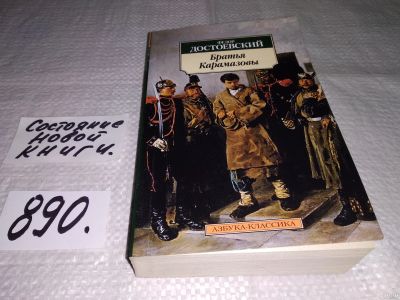 ФЕДОР
ДОСТОЕВСКИЙ
Братья
Карамазовы
Состояние
новой
книги.
890.
АЗБУКА-КЛАССИКА